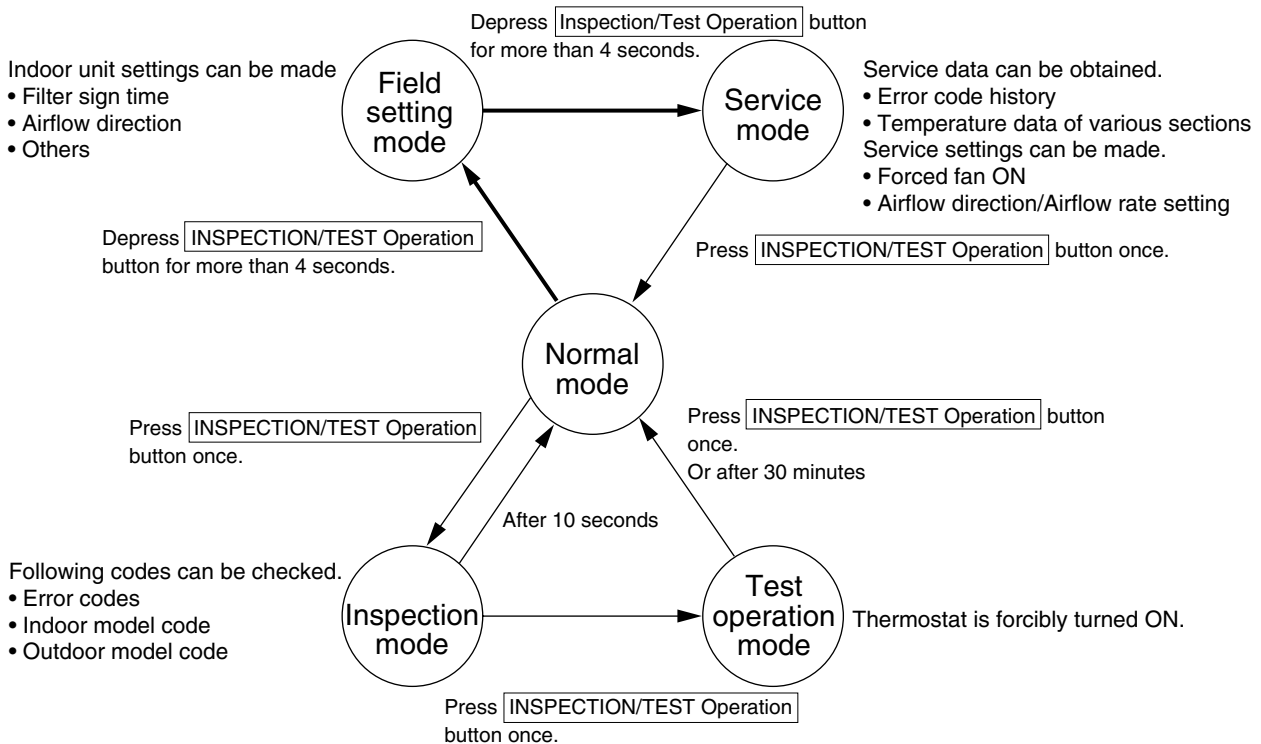 Depress Inspection/Test Operation button
for more than 4 seconds.
Indoor unit settings can be made
• Filter sign time
• Airflow direction
• Others
Field
setting
mode
Service
mode
Service data can be obtained.
• Error code history
• Temperature data of various sections
Service settings can be made.
• Forced fan ON
• Airflow direction/Airflow rate setting
Depress INSPECTION/TEST Operation
button for more than 4 seconds.
Press INSPECTION/TEST Operation button once.
Normal
mode
Press INSPECTION/TEST Operation
button once.
Press INSPECTION/TEST Operation button
once.
Or after 30 minutes
After 10 seconds
Following codes can be checked.
• Error codes
• Indoor model code
• Outdoor model code
Inspection
mode
Test
operation
mode
Thermostat is forcibly turned ON.
Press INSPECTION/TEST Operation
button once.